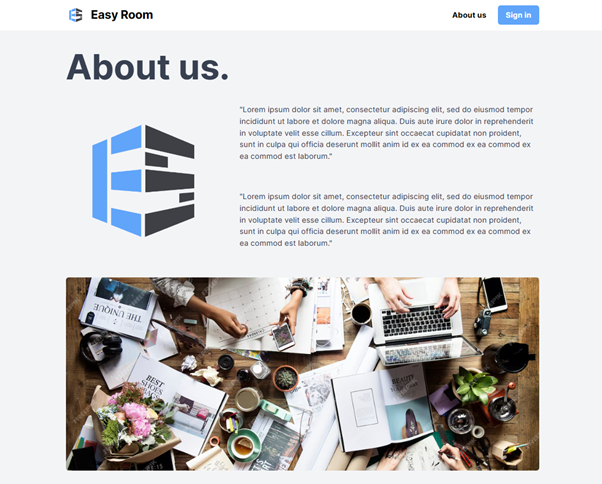 Easy Room
About us
Sign in
About us.
"Lorem ipsum dolor sit amet, consectetur adipiscing elit, sed do eiusmod tempor
incididunt ut labore et dolore magna aliqua. Duis aute irure dolor in reprehenderit
in voluptate velit esse cillum. Excepteur sint occaecat cupidatat non proident,
sunt in culpa qui officia deserunt mollit anim id ex ea commod ex ea commod ex
ea commod est laborum."
"Lorem ipsum dolor sit amet, consectetur adipiscing elit, sed do eiusmod tempor
incididunt ut labore et dolore magna aliqua. Duis aute irure dolor in reprehenderit
in voluptate velit esse cillum. Excepteur sint occaecat cupidatat non proident,
sunt in culpa qui officia deserunt mollit anim id ex ea commod ex ea commod ex
ea commod est laborum."
THE UNIQUE
BEST
SHOES
BEAUTY